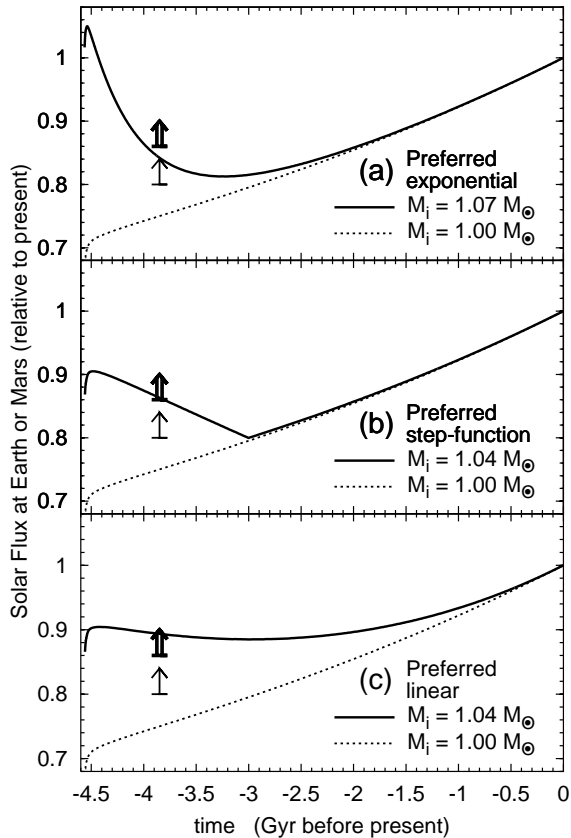 Solar Flux at Earth or Mars (relative to present)
1
0.9
0.8
0.7
(a) Preferred
exponential
M_i = 1.07 M_⊙
M_i = 1.00 M_⊙
1
0.9
0.8
0.7
(b) Preferred
step-function
M_i = 1.04 M_⊙
M_i = 1.00 M_⊙
1
0.9
0.8
0.7
(c) Preferred
linear
M_i = 1.04 M_⊙
M_i = 1.00 M_⊙
-4.5 -4 -3.5 -3 -2.5 -2 -1.5 -1 -0.5 0
time (Gyr before present)